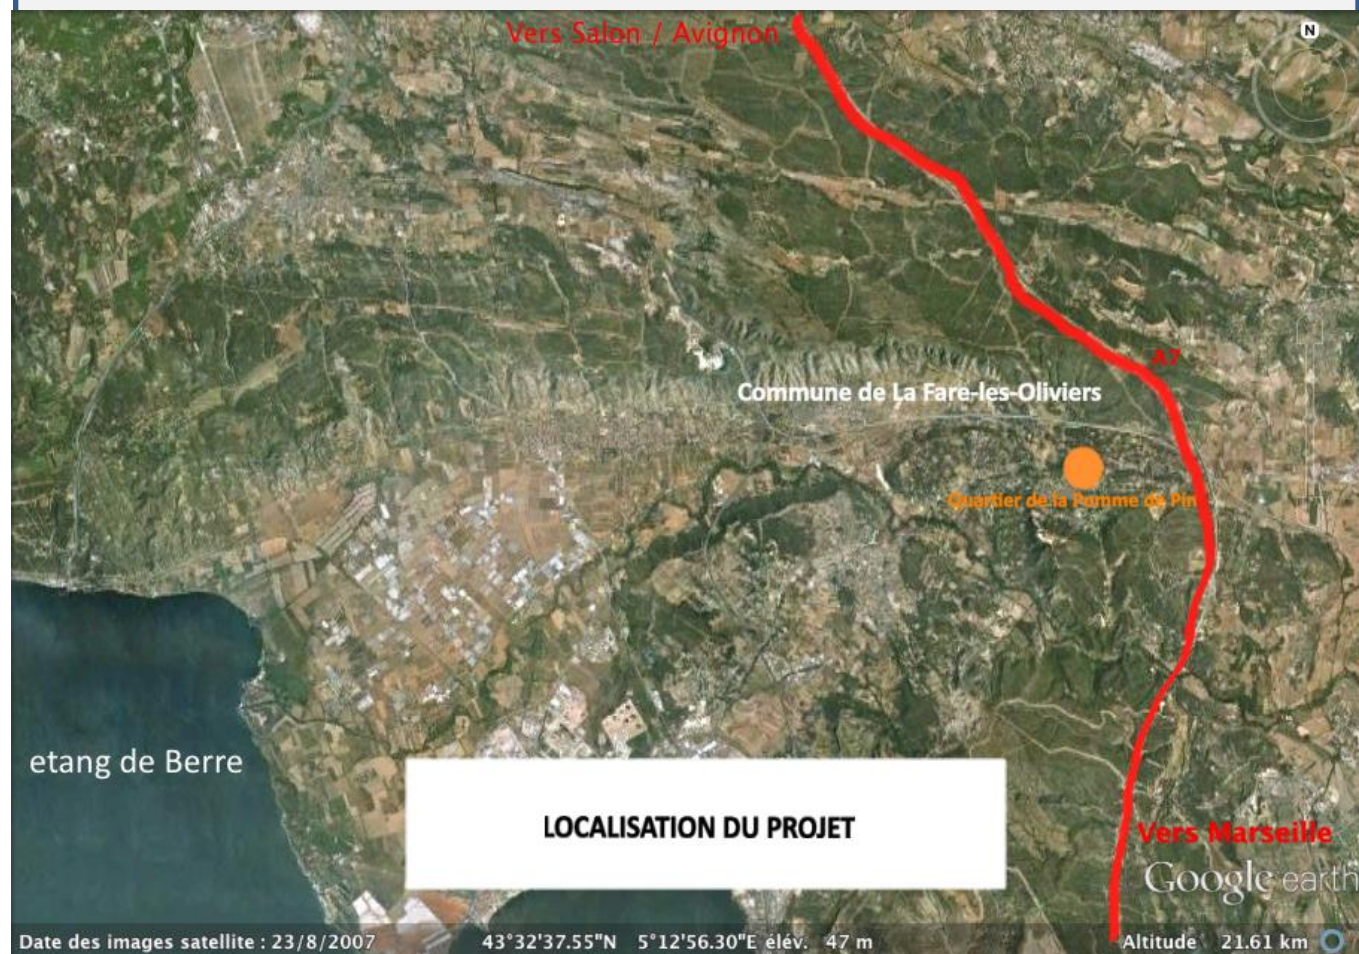 Vers Salon / Avignon
N
A7
Commune de La Fare-les-Oliviers
Quartier de la Pomme de Pin
etang de Berre
LOCALISATION DU PROJET
Vers Marseille
Google earth
Date des images satellite : 23/8/2007 43°32'37.55"N 5°12'56.30"E élév. 47 m Altitude 21.61 km